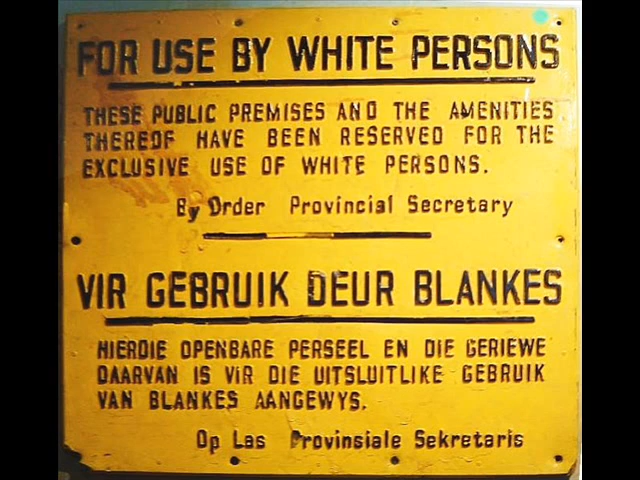 FOR USE BY WHITE PERSONS
THESE PUBLIC PREMISES AND THE AMENITIES
THEREOF HAVE BEEN RESERVED FOR THE
EXCLUSIVE USE OF WHITE PERSONS.
By Order Provincial Secretary
VIR GEBRUIK DEUR BLANKES
HIERDIE OPENBARE PERSEEL EN DIE GERIEWE
DAARVAN IS VIR DIE UITSLUITLIKE GEBRUIK
VAN BLANKES AANGEWYS.
Op Las Provinsiale Sekretaris